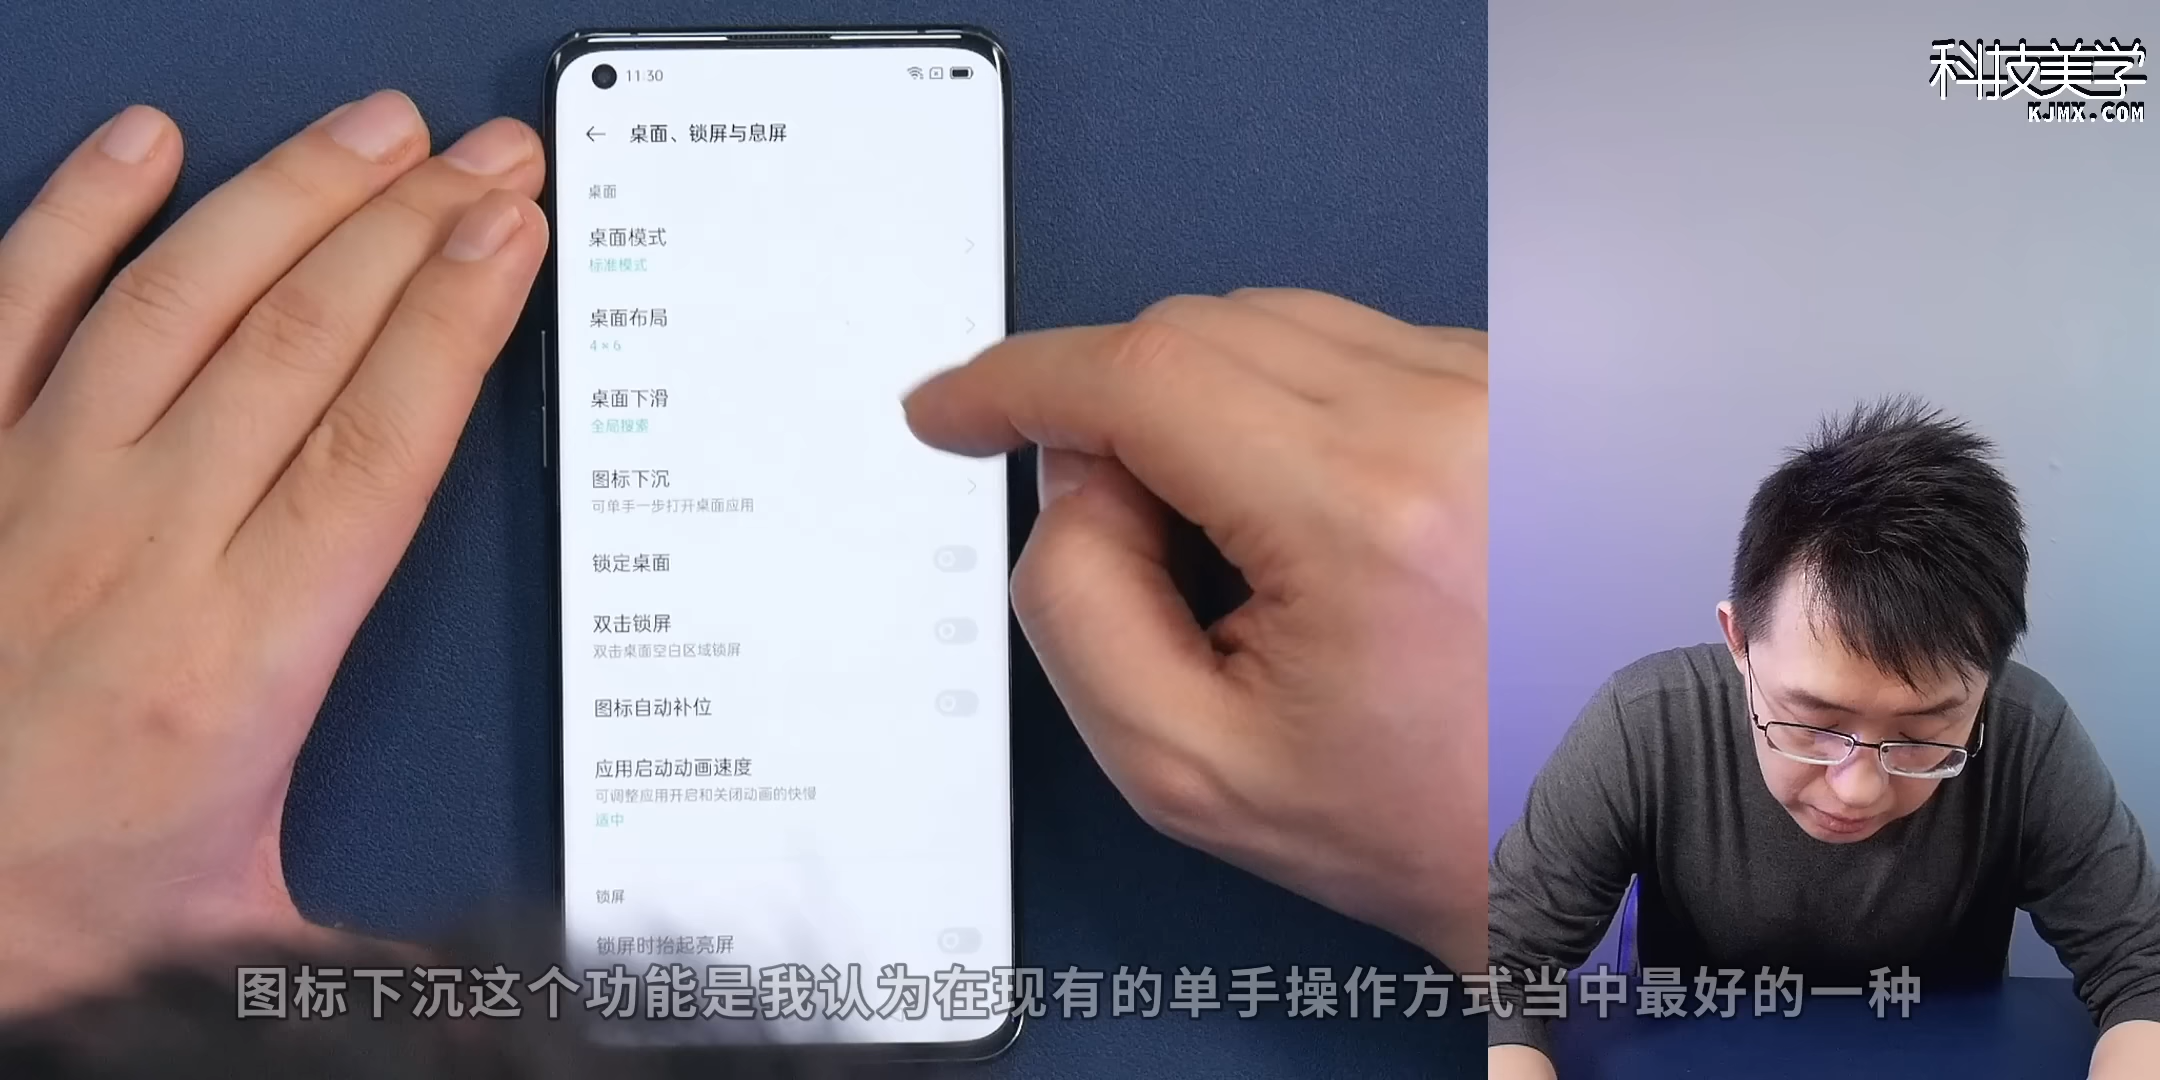 科技美学
KJMX.COM
11:30
桌面、锁屏与息屏
桌面
桌面模式
标准模式
桌面布局
4×6
桌面下滑
全局搜索
图标下沉
可单手一步打开桌面应用
锁定桌面
双击锁屏
双击桌面空白区域锁屏
图标自动补位
应用启动动画速度
可调整应用开启和关闭动画的快慢
适中
锁屏
锁屏时抬起亮屏
图标下沉这个功能是我认为在现有的单手操作方式当中最好的一种